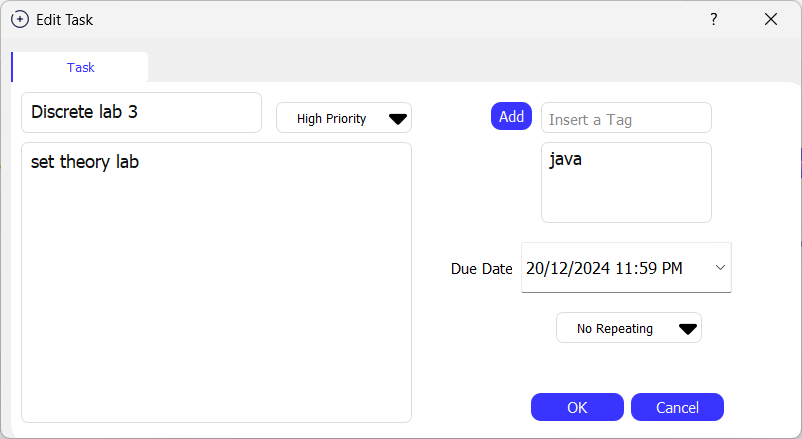 Edit Task
?
Task
Discrete lab 3
High Priority
Add
Insert a Tag
set theory lab
java
Due Date
20/12/2024 11:59 PM
No Repeating
OK
Cancel